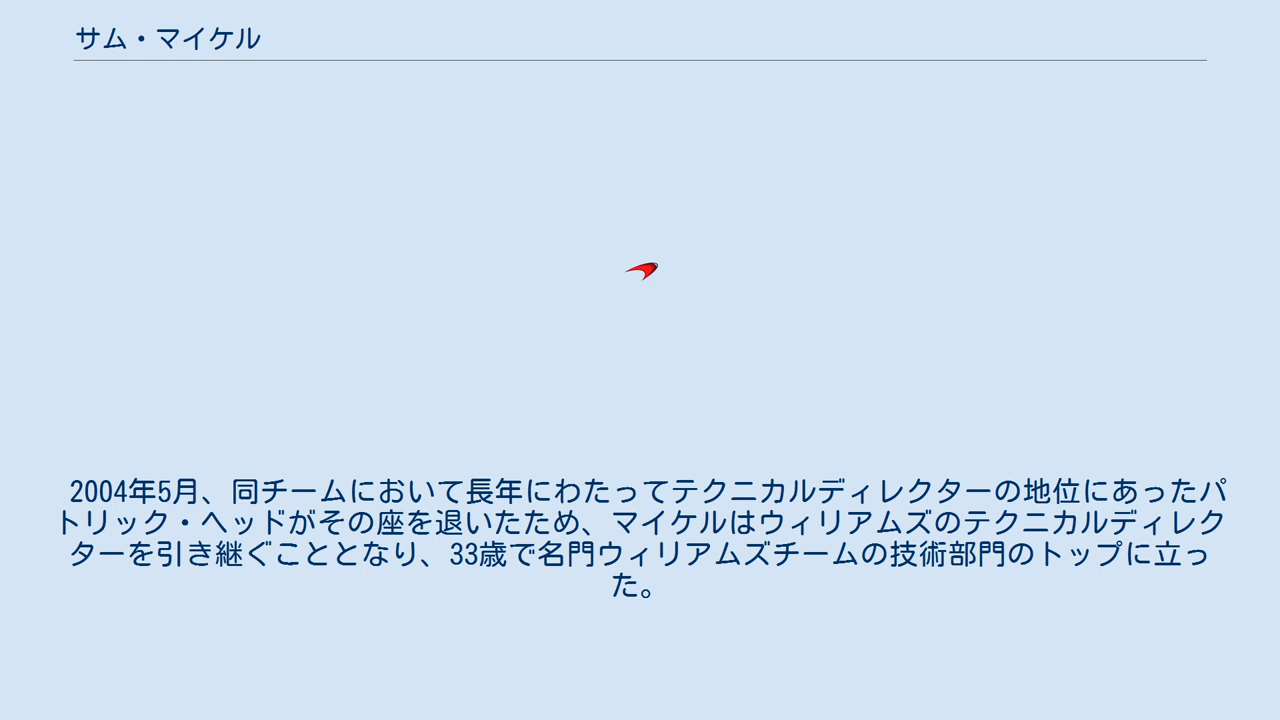 サム・マイケル
2004年5月、同チームにおいて長年にわたってテクニカルディレクターの地位にあったパ
トリック・ヘッドがその座を退いたため、マイケルはウィリアムズのテクニカルディレク
ターを引き継ぐこととなり、33歳で名門ウィリアムズチームの技術部門のトップに立っ
た。